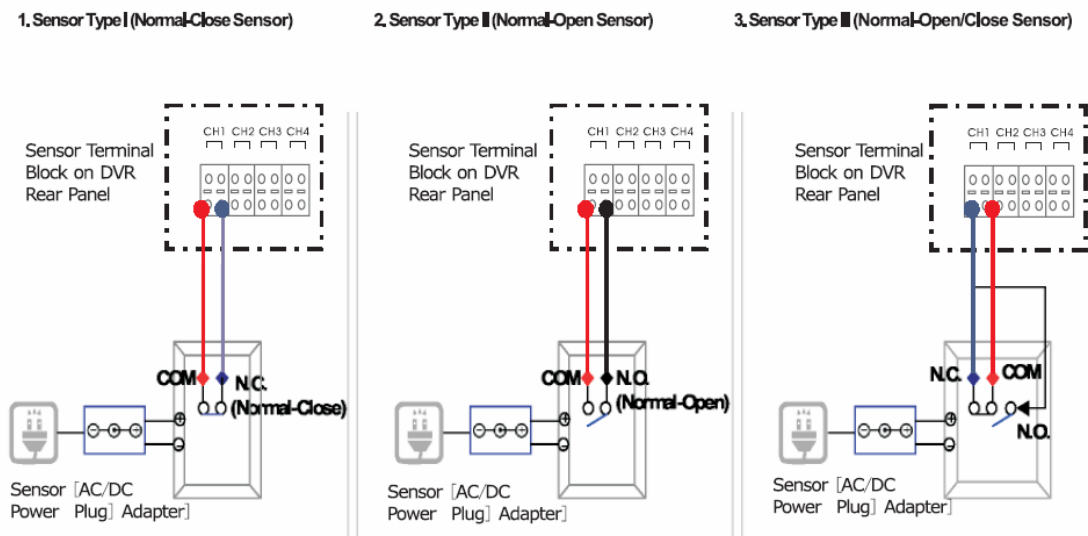 1. Sensor Type I (Normal-Close Sensor)
CH1 CH2 CH3 CH4
Sensor Terminal
Block on DVR
Rear Panel
COM N.C.
(Normal-Close)
Sensor [AC/DC
Power Plug] Adapter]
2. Sensor Type II (Normal-Open Sensor)
CH1 CH2 CH3 CH4
Sensor Terminal
Block on DVR
Rear Panel
COM N.O.
(Normal-Open)
Sensor [AC/DC
Power Plug] Adapter]
3. Sensor Type III (Normal-Open/Close Sensor)
CH1 CH2 CH3 CH4
Sensor Terminal
Block on DVR
Rear Panel
N.C. COM
N.O.
Sensor [AC/DC
Power Plug] Adapter]